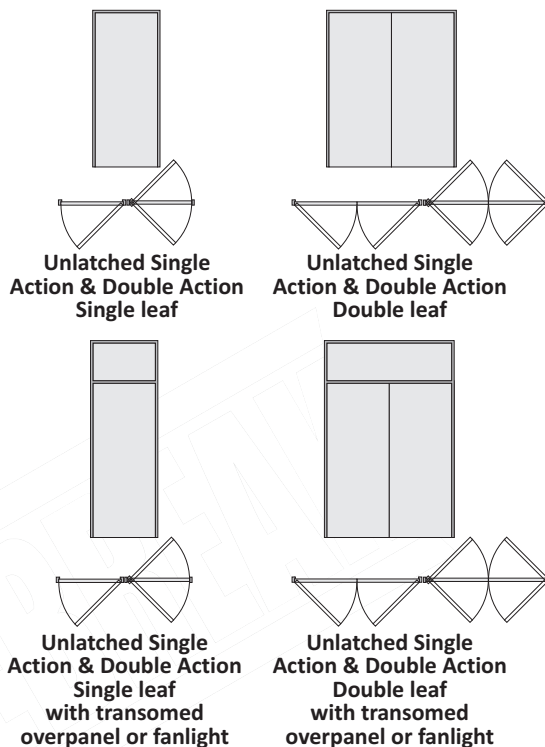 Unlatched Single
Action & Double Action
Single leaf
Unlatched Single
Action & Double Action
Double leaf
Unlatched Single
Action & Double Action
Single leaf
with transomed
overpanel or fanlight
Unlatched Single
Action & Double Action
Double leaf
with transomed
overpanel or fanlight